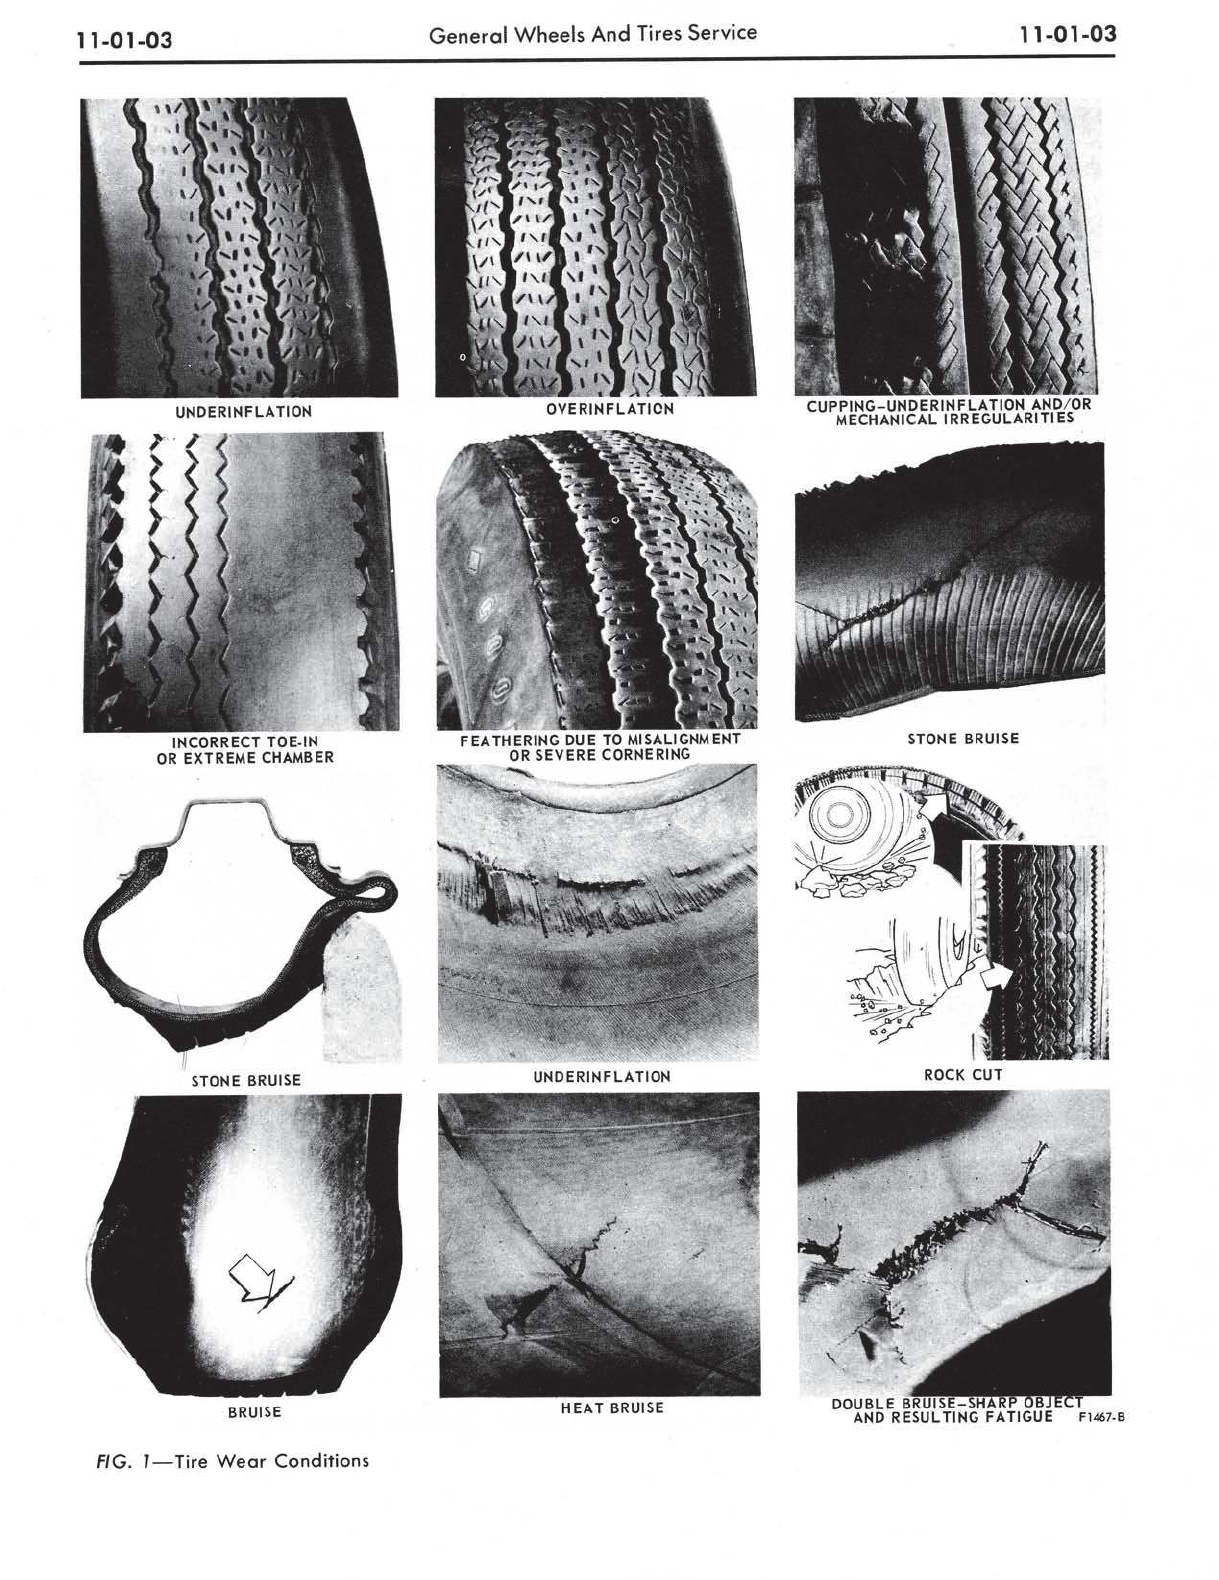 11-01-03
General Wheels And Tires Service
11-01-03
UNDERINFLATION
OVERINFLATION
CUPPING–UNDERINFLATION AND/OR
MECHANICAL IRREGULARITIES
INCORRECT TOE-IN
OR EXTREME CHAMBER
FEATHERING DUE TO MISALIGNMENT
OR SEVERE CORNERING
STONE BRUISE
STONE BRUISE
UNDERINFLATION
ROCK CUT
BRUISE
HEAT BRUISE
DOUBLE BRUISE–SHARP OBJECT
AND RESULTING FATIGUE
F1467-B
FIG. 1—Tire Wear Conditions